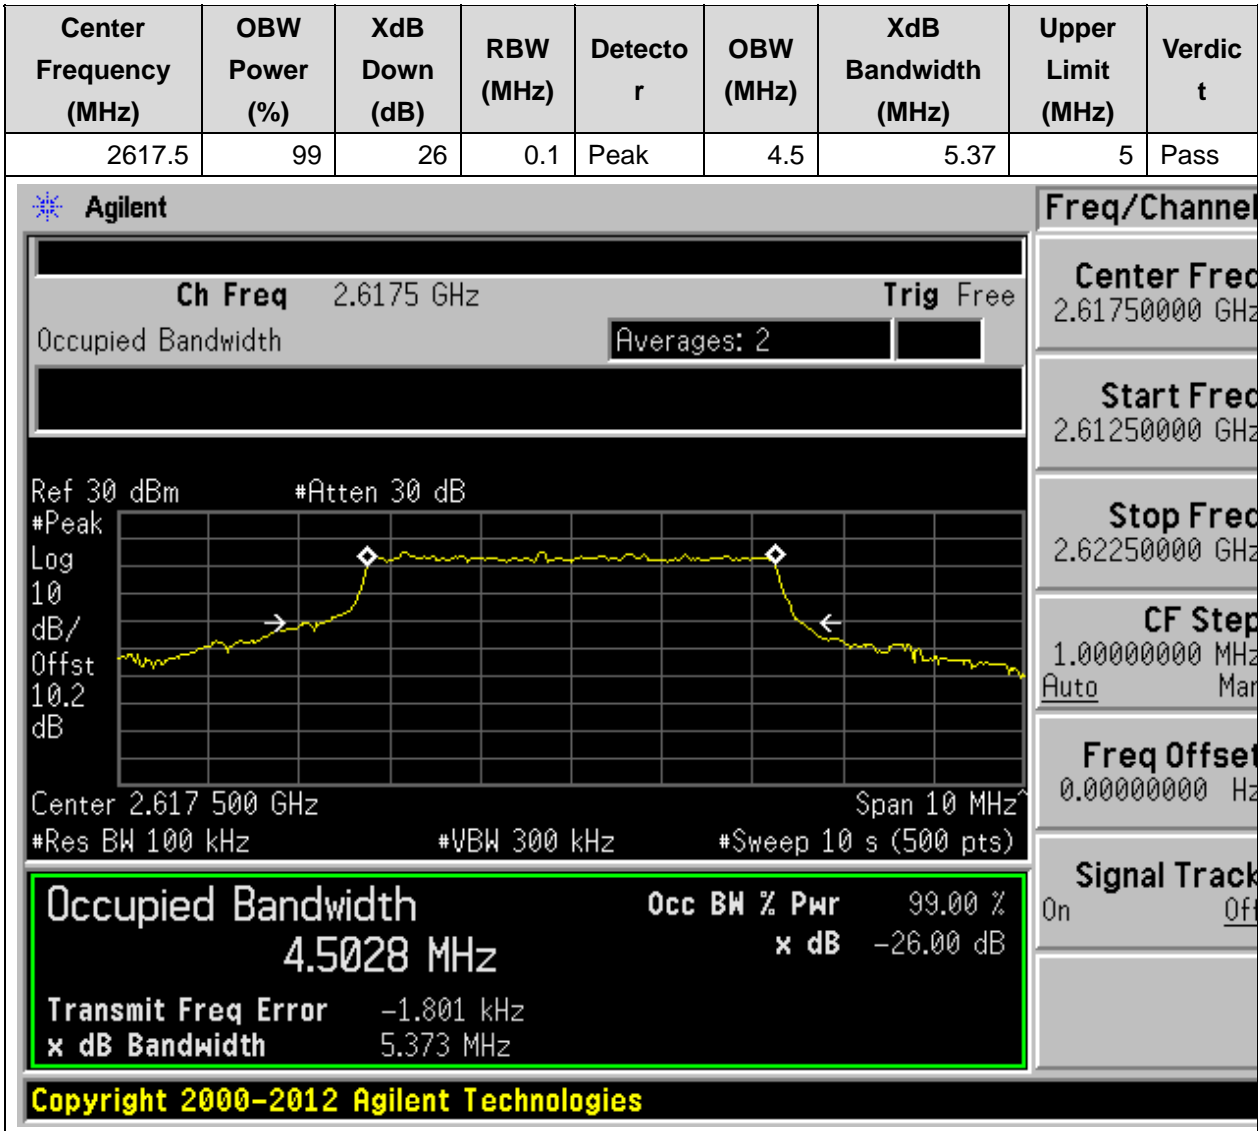 Center Frequency (MHz) OBW Power (%) XdB Down (dB) RBW (MHz) Detector OBW (MHz) XdB Bandwidth (MHz) Upper Limit (MHz) Verdict
2617.5 99 26 0.1 Peak 4.5 5.37 5 Pass
Agilent
Freq/Channel
Ch Freq 2.6175 GHz Trig Free
Occupied Bandwidth Averages: 2
Center Freq
2.61750000 GHz
Start Freq
2.61250000 GHz
Stop Freq
2.62250000 GHz
CF Step
1.00000000 MHz
Auto Man
Freq Offset
0.00000000 Hz
Signal Track
On Off
Ref 30 dBm #Atten 30 dB
#Peak
Log
10
dB/
Offst
10.2
dB
Center 2.617 500 GHz Span 10 MHz^
#Res BW 100 kHz #VBW 300 kHz #Sweep 10 s (500 pts)
Occupied Bandwidth
4.5028 MHz
Occ BW % Pwr 99.00 %
x dB -26.00 dB
Transmit Freq Error -1.801 kHz
x dB Bandwidth 5.373 MHz
Copyright 2000-2012 Agilent Technologies